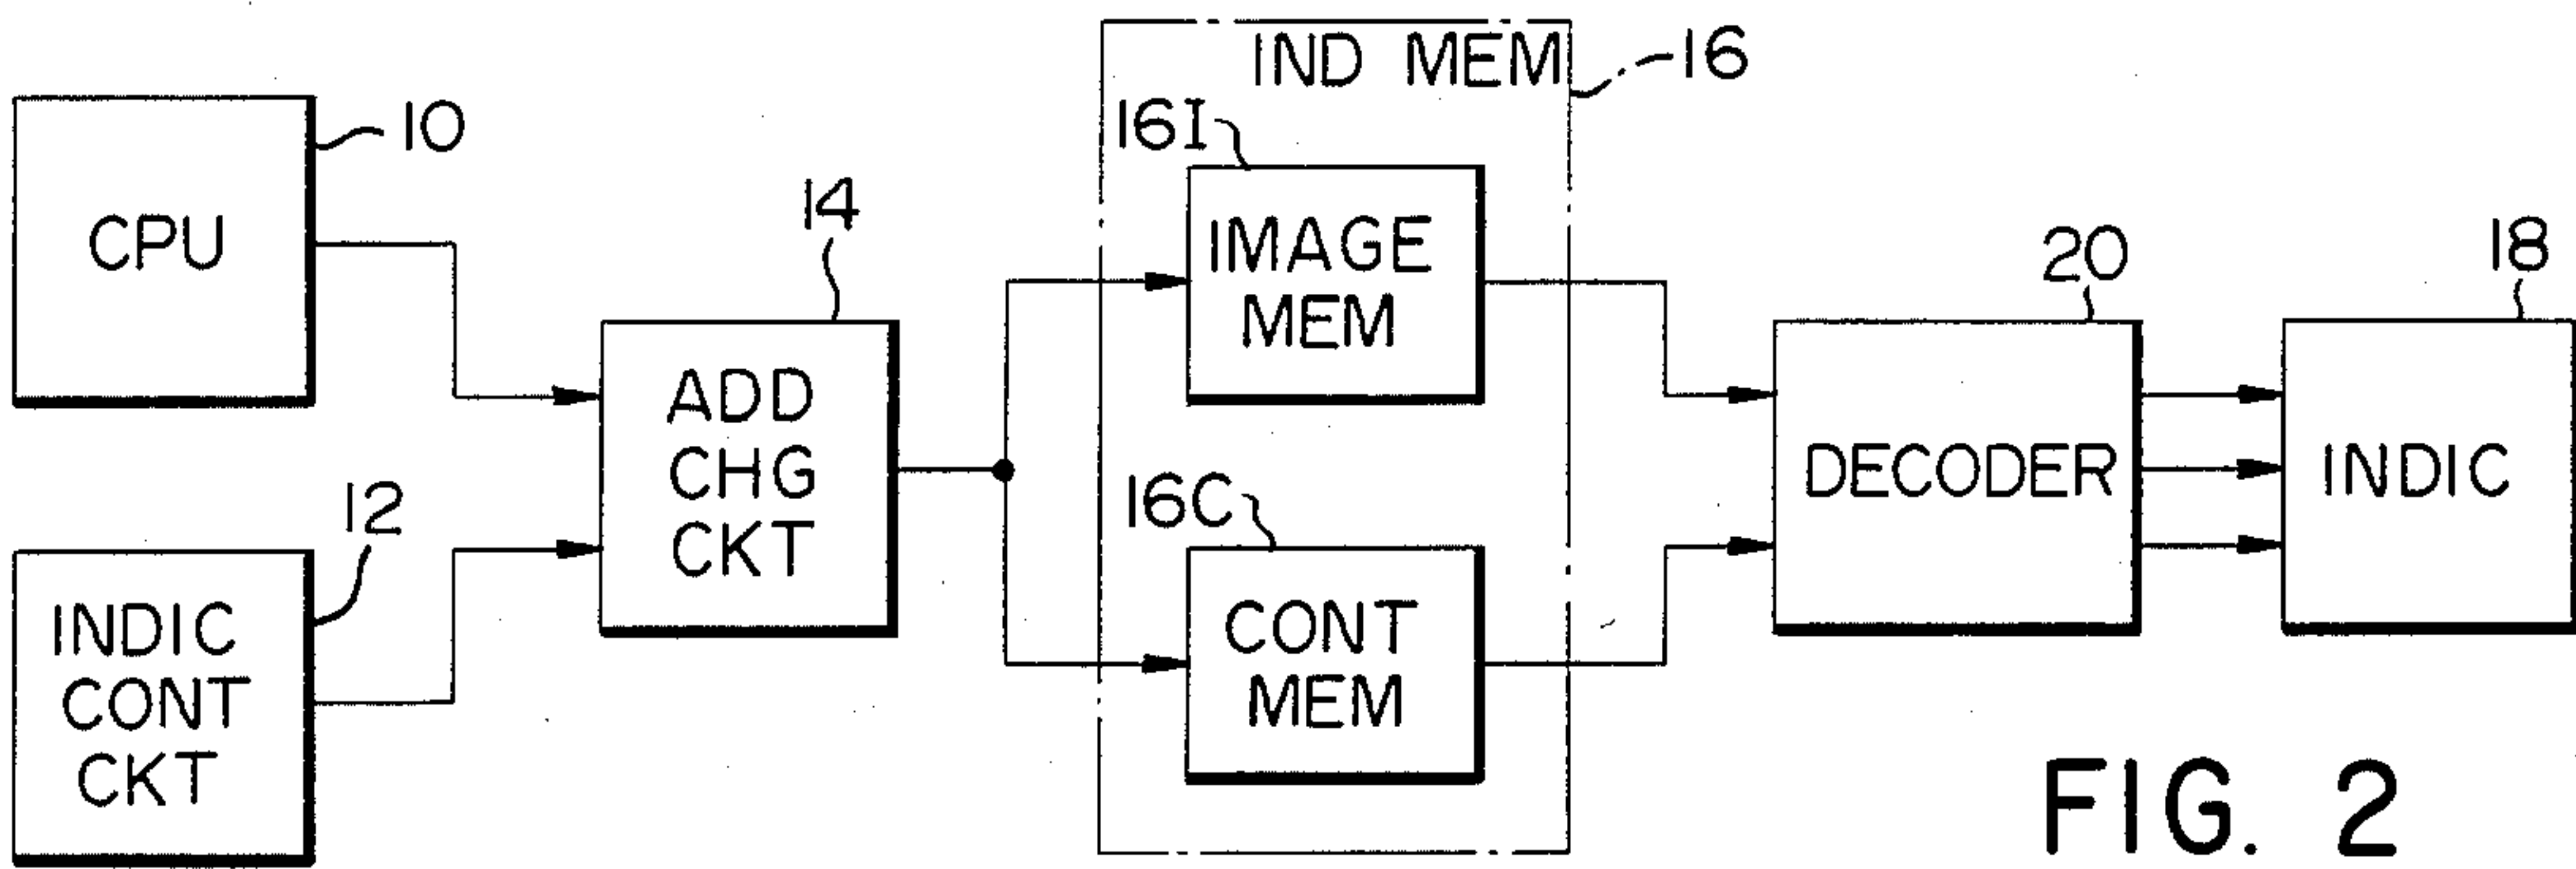 10
CPU
12
INDIC
CONT
CKT
14
ADD
CHG
CKT
IND MEM
16
16I
IMAGE
MEM
16C
CONT
MEM
20
DECODER
18
INDIC
FIG. 2